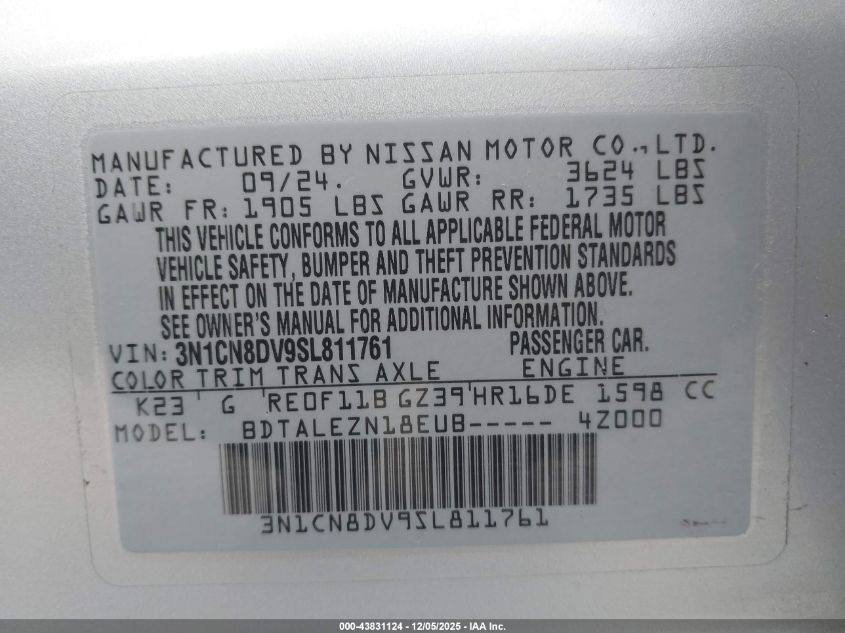 MANUFACTURED BY NISSAN MOTOR CO., LTD.
DATE: 09/24. GVWR: 3624 LBS
GAWR FR: 1905 LBS GAWR RR: 1735 LBS
THIS VEHICLE CONFORMS TO ALL APPLICABLE FEDERAL MOTOR
VEHICLE SAFETY, BUMPER AND THEFT PREVENTION STANDARDS
IN EFFECT ON THE DATE OF MANUFACTURE SHOWN ABOVE.
SEE OWNER'S MANUAL FOR ADDITIONAL INFORMATION.
VIN: 3N1CN8DV9SL811761 PASSENGER CAR.
COLOR TRIM TRANS AXLE ENGINE
K23 G RE0F11B GZ39 HR16DE 1598 CC
MODEL: BDTALEZN18EUB----- 4Z000
3N1CN8DV9SL811761
000-43831124 | 12/05/2025 - IAA Inc.